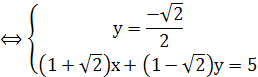 ⇔ { y = -√2/2
(1 + √2)x + (1 - √2)y = 5